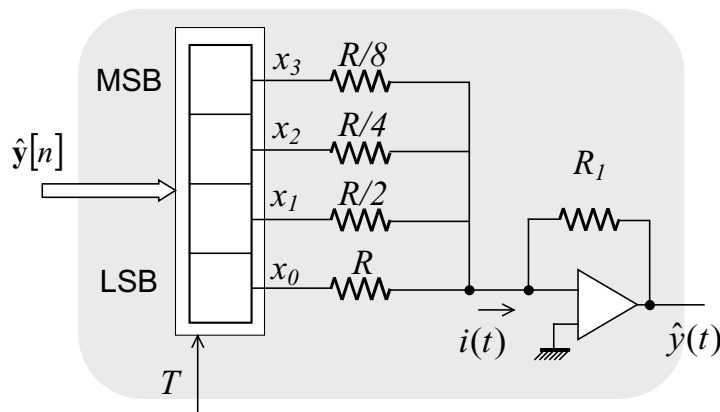 MSB
x₃
R/8
x₂
R/4
ŷ[n]
x₁
R/2
R₁
LSB
x₀
R
i(t)
ŷ(t)
T